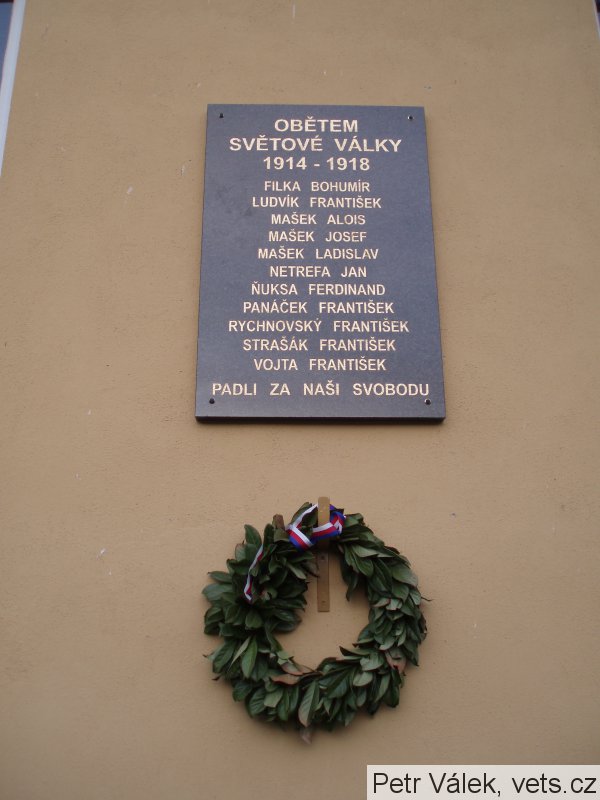 OBĚTEM
SVĚTOVÉ VÁLKY
1914 - 1918
FILKA BOHUMÍR
LUDVÍK FRANTIŠEK
MAŠEK ALOIS
MAŠEK JOSEF
MAŠEK LADISLAV
NETREFA JAN
ŇUKSA FERDINAND
PANÁČEK FRANTIŠEK
RYCHNOVSKÝ FRANTIŠEK
STRAŠÁK FRANTIŠEK
VOJTA FRANTIŠEK
PADLI ZA NAŠI SVOBODU
Petr Válek, vets.cz